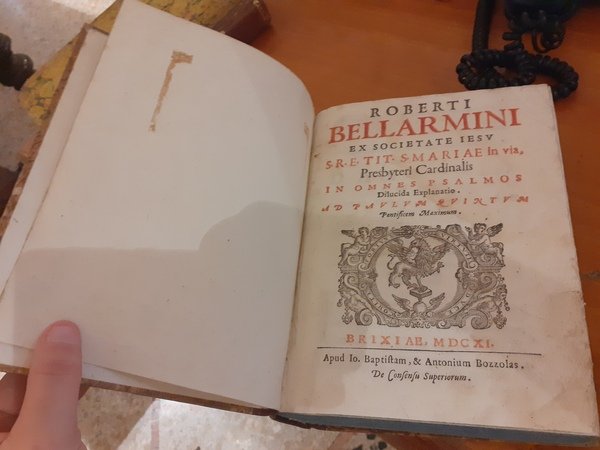 ROBERTI
BELLARMINI
EX SOCIETATE IESV
S. R. E. TIT. S. MARIAE In via,
Presbyteri Cardinalis
IN OMNES PSALMOS
Dilucida Explanatio.
AD PAVLVM QVINTVM
Pontificem Maximum.
BRIXIAE, MDCXI.
Apud Io. Baptiſtam, & Antonium Bozzolas.
De Conſenſu Superiorum.